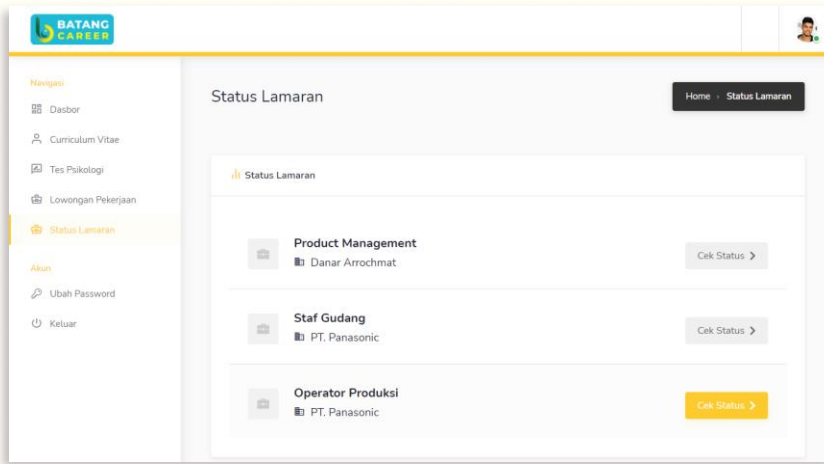 BATANG
CAREER
Navigasi
Dasbor
Curriculum Vitae
Tes Psikologi
Lowongan Pekerjaan
Status Lamaran
Akun
Ubah Password
Keluar
Status Lamaran
Home › Status Lamaran
Status Lamaran
Product Management
Danar Arrochmat
Cek Status
Staf Gudang
PT. Panasonic
Cek Status
Operator Produksi
PT. Panasonic
Cek Status